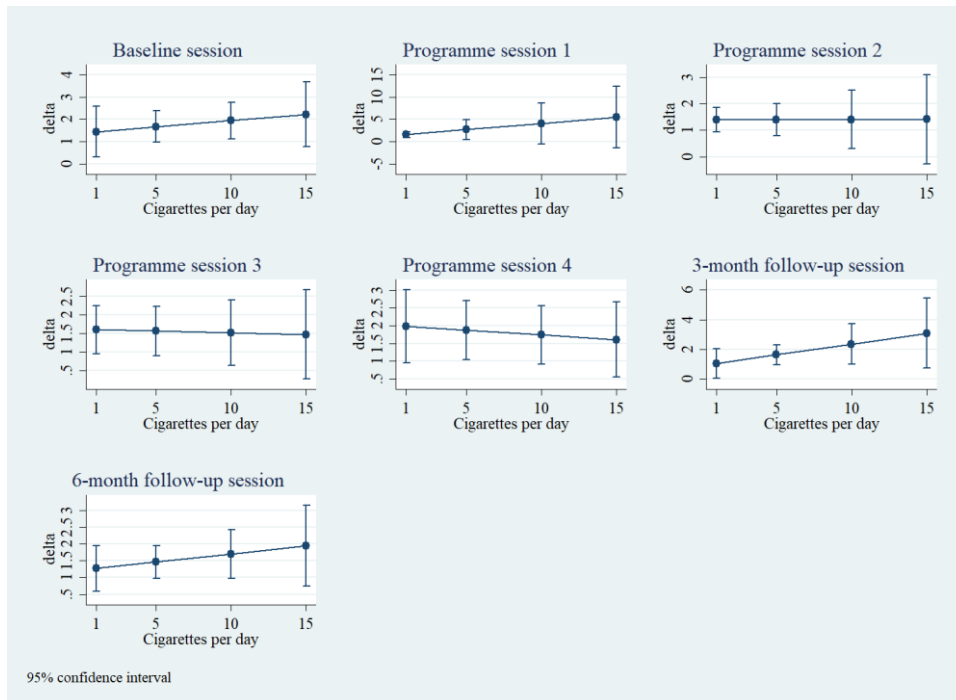 Baseline session
Programme session 1
Programme session 2
delta
4
3
2
1
0
1 5 10 15
Cigarettes per day
delta
15
10
5
0
-5
1 5 10 15
Cigarettes per day
delta
3
2
1
0
1 5 10 15
Cigarettes per day
Programme session 3
Programme session 4
3-month follow-up session
delta
.5 1 1.5 2 2.5
1 5 10 15
Cigarettes per day
delta
.5 1 1.5 2 2.5 3
1 5 10 15
Cigarettes per day
delta
6
4
2
0
1 5 10 15
Cigarettes per day
6-month follow-up session
delta
.5 1 1.5 2 2.5 3
1 5 10 15
Cigarettes per day
95% confidence interval